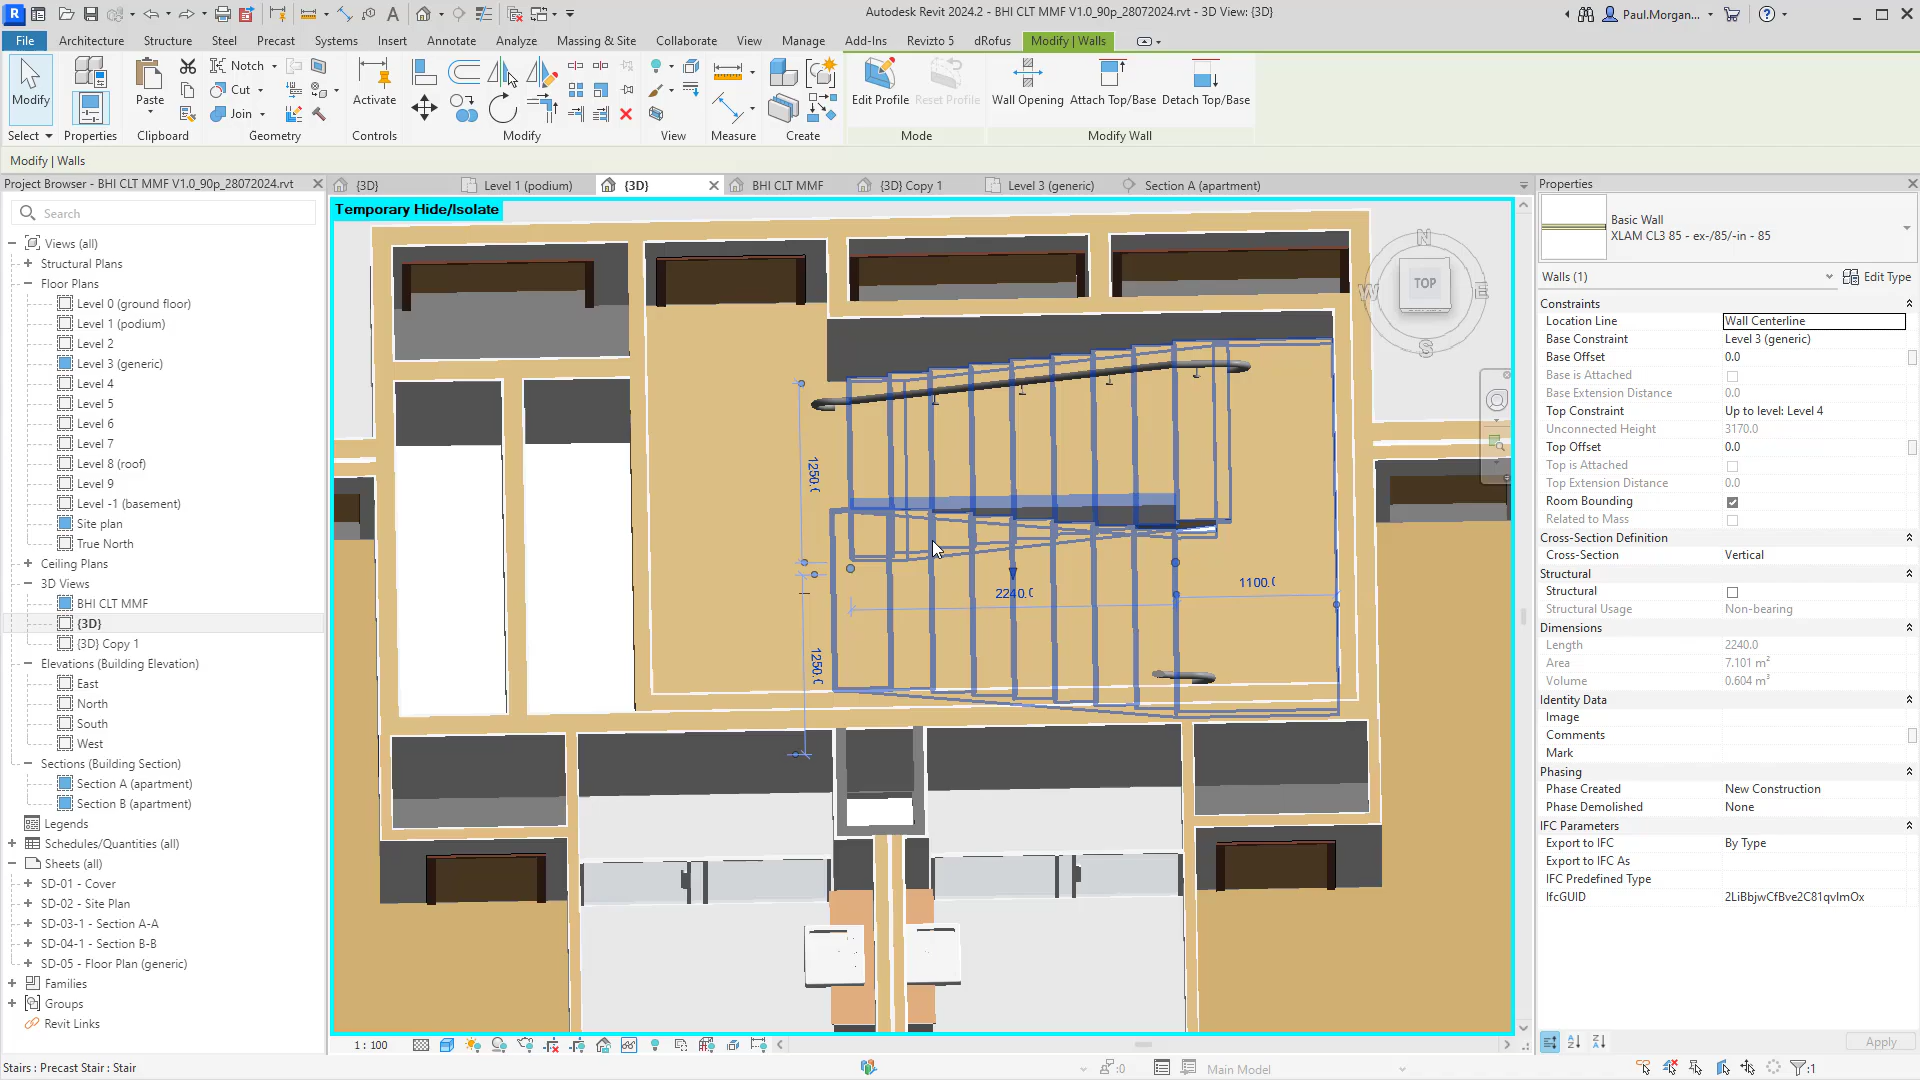 Autodesk Revit 2024.2 - BHI CLT MMF V1.0_90p_28072024.rvt - 3D View: {3D}
Paul.Morgan...
File
Architecture
Structure
Steel
Precast
Systems
Insert
Annotate
Analyze
Massing & Site
Collaborate
View
Manage
Add-Ins
Revizto 5
dRofus
Modify | Walls
Modify
Paste
Notch
Cut
Join
Activate
Edit Profile
Reset Profile
Wall Opening
Attach Top/Base
Detach Top/Base
Select
Properties
Clipboard
Geometry
Controls
Modify
View
Measure
Create
Mode
Modify Wall
Modify | Walls
Project Browser - BHI CLT MMF V1.0_90p_28072024.rvt
{3D}
Level 1 (podium)
{3D}
BHI CLT MMF
{3D} Copy 1
Level 3 (generic)
Section A (apartment)
Search
Views (all)
Structural Plans
Floor Plans
Level 0 (ground floor)
Level 1 (podium)
Level 2
Level 3 (generic)
Level 4
Level 5
Level 6
Level 7
Level 8 (roof)
Level 9
Level -1 (basement)
Site plan
True North
Ceiling Plans
3D Views
BHI CLT MMF
{3D}
{3D} Copy 1
Elevations (Building Elevation)
East
North
South
West
Sections (Building Section)
Section A (apartment)
Section B (apartment)
Legends
Schedules/Quantities (all)
Sheets (all)
SD-01 - Cover
SD-02 - Site Plan
SD-03-1 - Section A-A
SD-04-1 - Section B-B
SD-05 - Floor Plan (generic)
Families
Groups
Revit Links
Temporary Hide/Isolate
N
W
TOP
E
S
1250.0
2240.0
1100.0
1250.0
Properties
Basic Wall
XLAM CL3 85 - ex-/85/-in - 85
Walls (1)
Edit Type
Constraints
Location Line Wall Centerline
Base Constraint Level 3 (generic)
Base Offset 0.0
Base is Attached
Base Extension Distance 0.0
Top Constraint Up to level: Level 4
Unconnected Height 3170.0
Top Offset 0.0
Top is Attached
Top Extension Distance 0.0
Room Bounding
Related to Mass
Cross-Section Definition
Cross-Section Vertical
Structural
Structural
Structural Usage Non-bearing
Dimensions
Length 2240.0
Area 7.101 m²
Volume 0.604 m³
Identity Data
Image
Comments
Mark
Phasing
Phase Created New Construction
Phase Demolished None
IFC Parameters
Export to IFC By Type
Export to IFC As
IFC Predefined Type
IfcGUID 2LiBbjwCfBve2C81qvImOx
Apply
1 : 100
Stairs : Precast Stair : Stair
:0
Main Model
:1